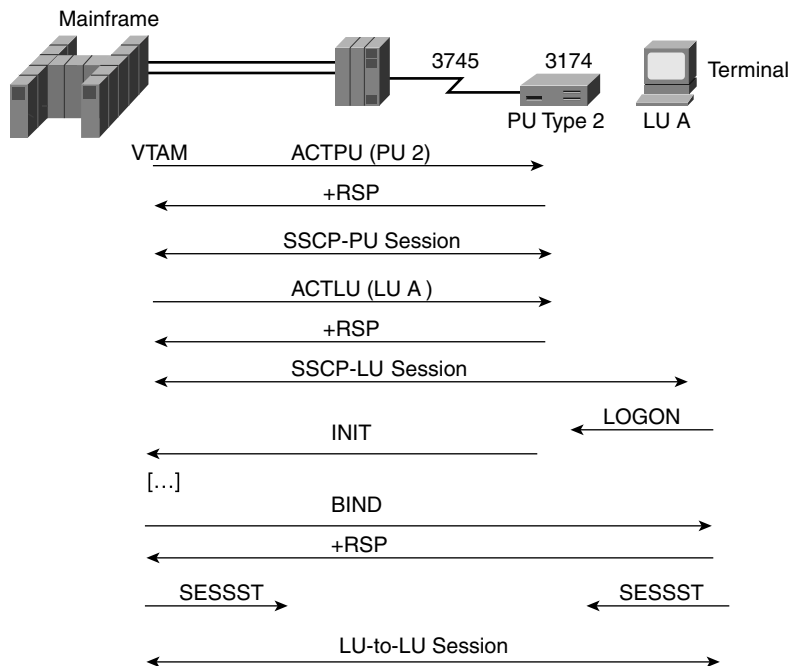 Mainframe
3745
3174
Terminal
PU Type 2
LU A
VTAM
ACTPU (PU 2)
+RSP
SSCP-PU Session
ACTLU (LU A )
+RSP
SSCP-LU Session
LOGON
INIT
[...]
BIND
+RSP
SESSST
SESSST
LU-to-LU Session